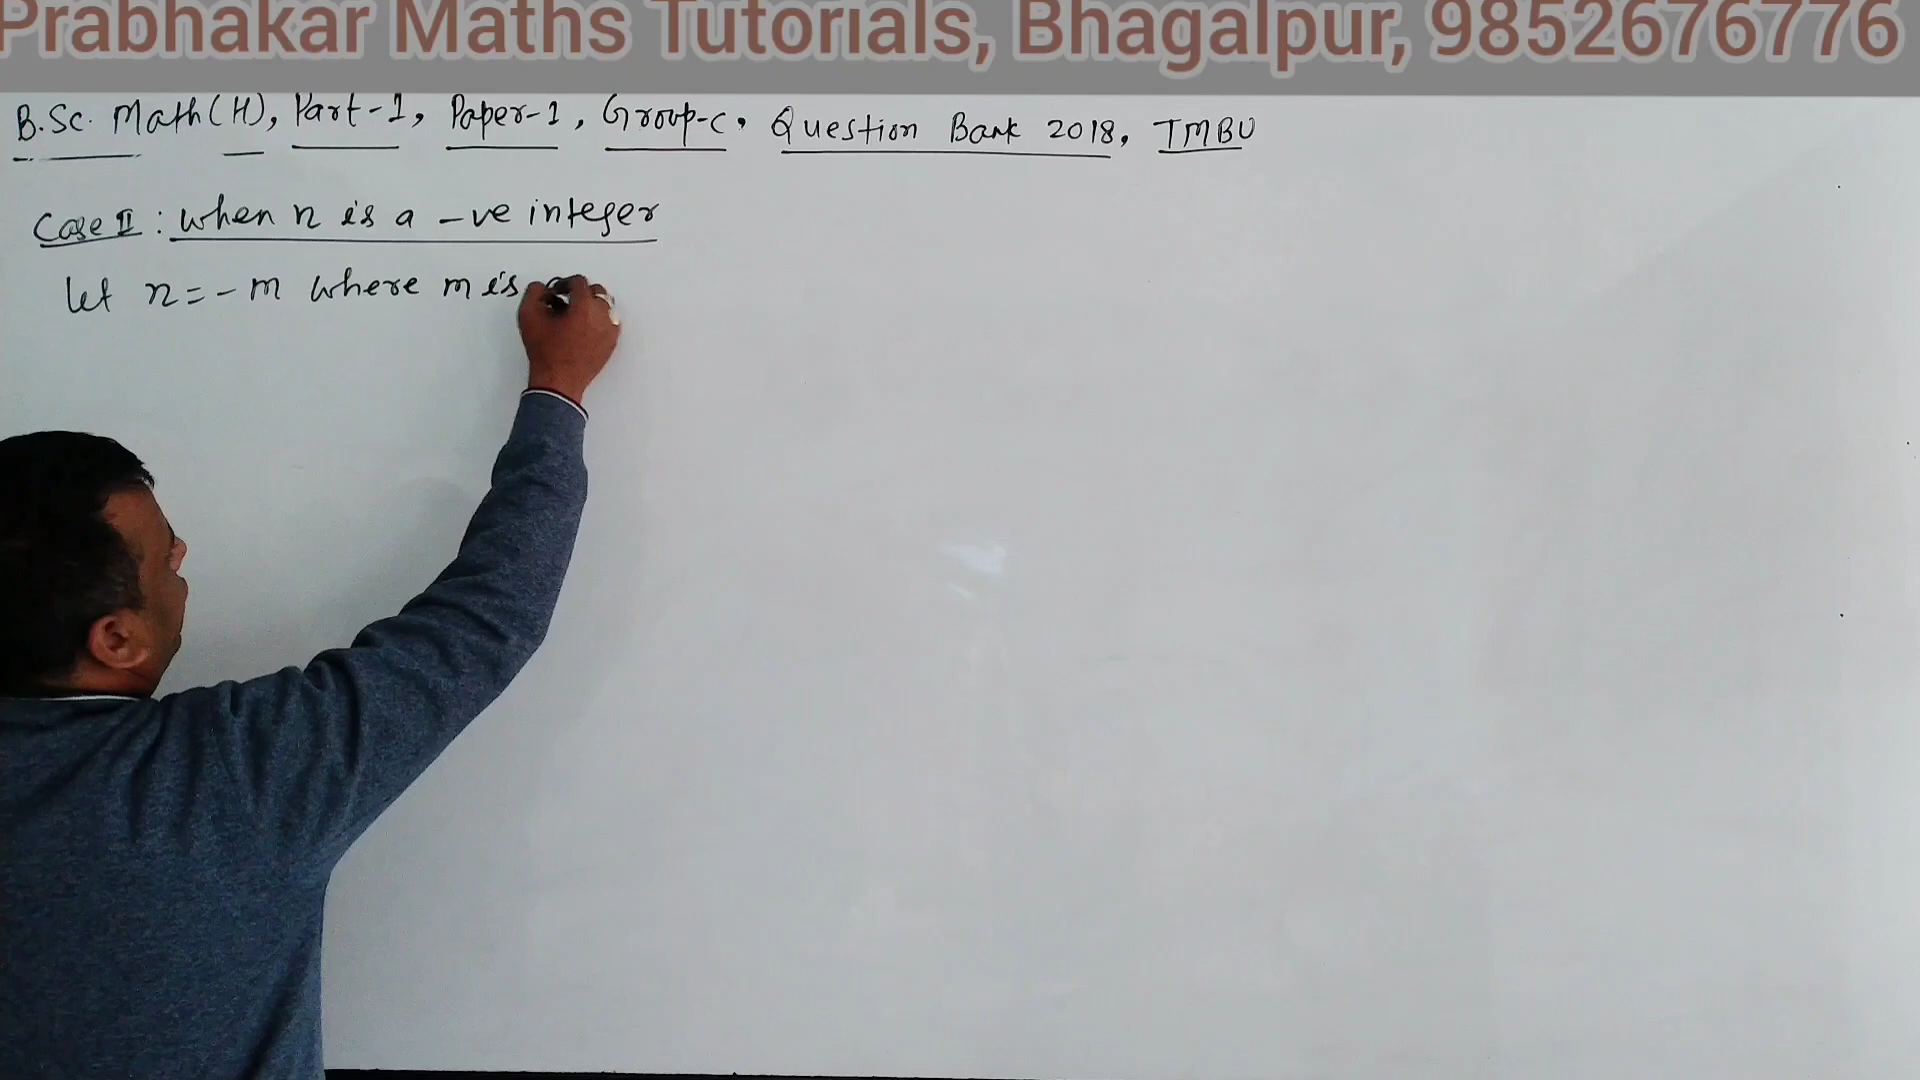 Prabhakar Maths Tutorials, Bhagalpur, 9852676776
B.Sc. Math(H), Part-1, Paper-1, Group-C, Question Bank 2018, TMBU
Case II : when n is a -ve integer
let n = - m where m is